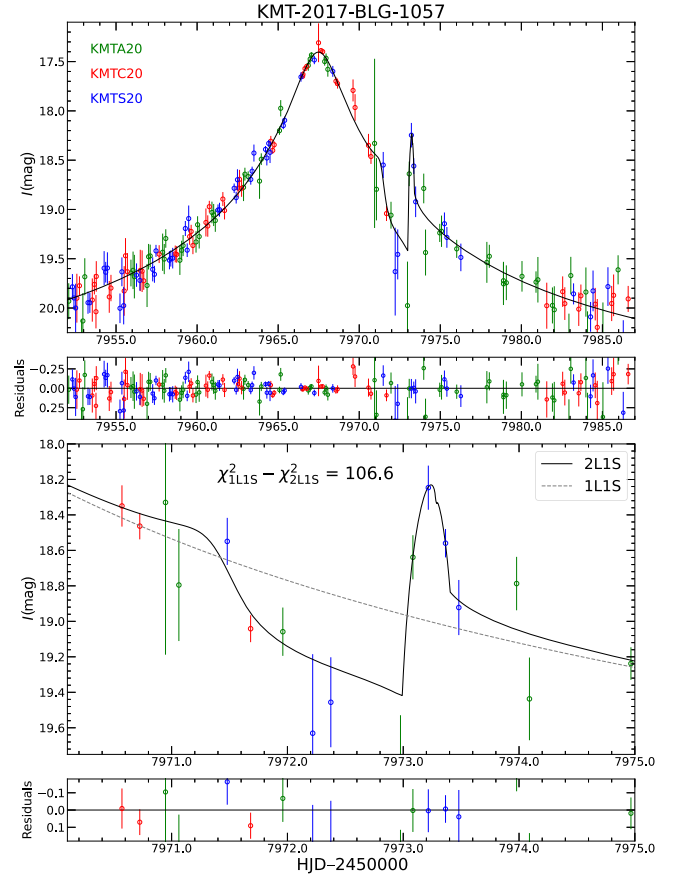 KMT-2017-BLG-1057
KMTA20
KMTC20
KMTS20
I(mag)
17.5
18.0
18.5
19.0
19.5
20.0
7955.0 7960.0 7965.0 7970.0 7975.0 7980.0 7985.0
Residuals
−0.25
0.00
0.25
7955.0 7960.0 7965.0 7970.0 7975.0 7980.0 7985.0
χ²1L1S − χ²2L1S = 106.6
2L1S
1L1S
I(mag)
18.0
18.2
18.4
18.6
18.8
19.0
19.2
19.4
19.6
7971.0 7972.0 7973.0 7974.0 7975.0
Residuals
−0.1
0.0
0.1
7971.0 7972.0 7973.0 7974.0 7975.0
HJD−2450000